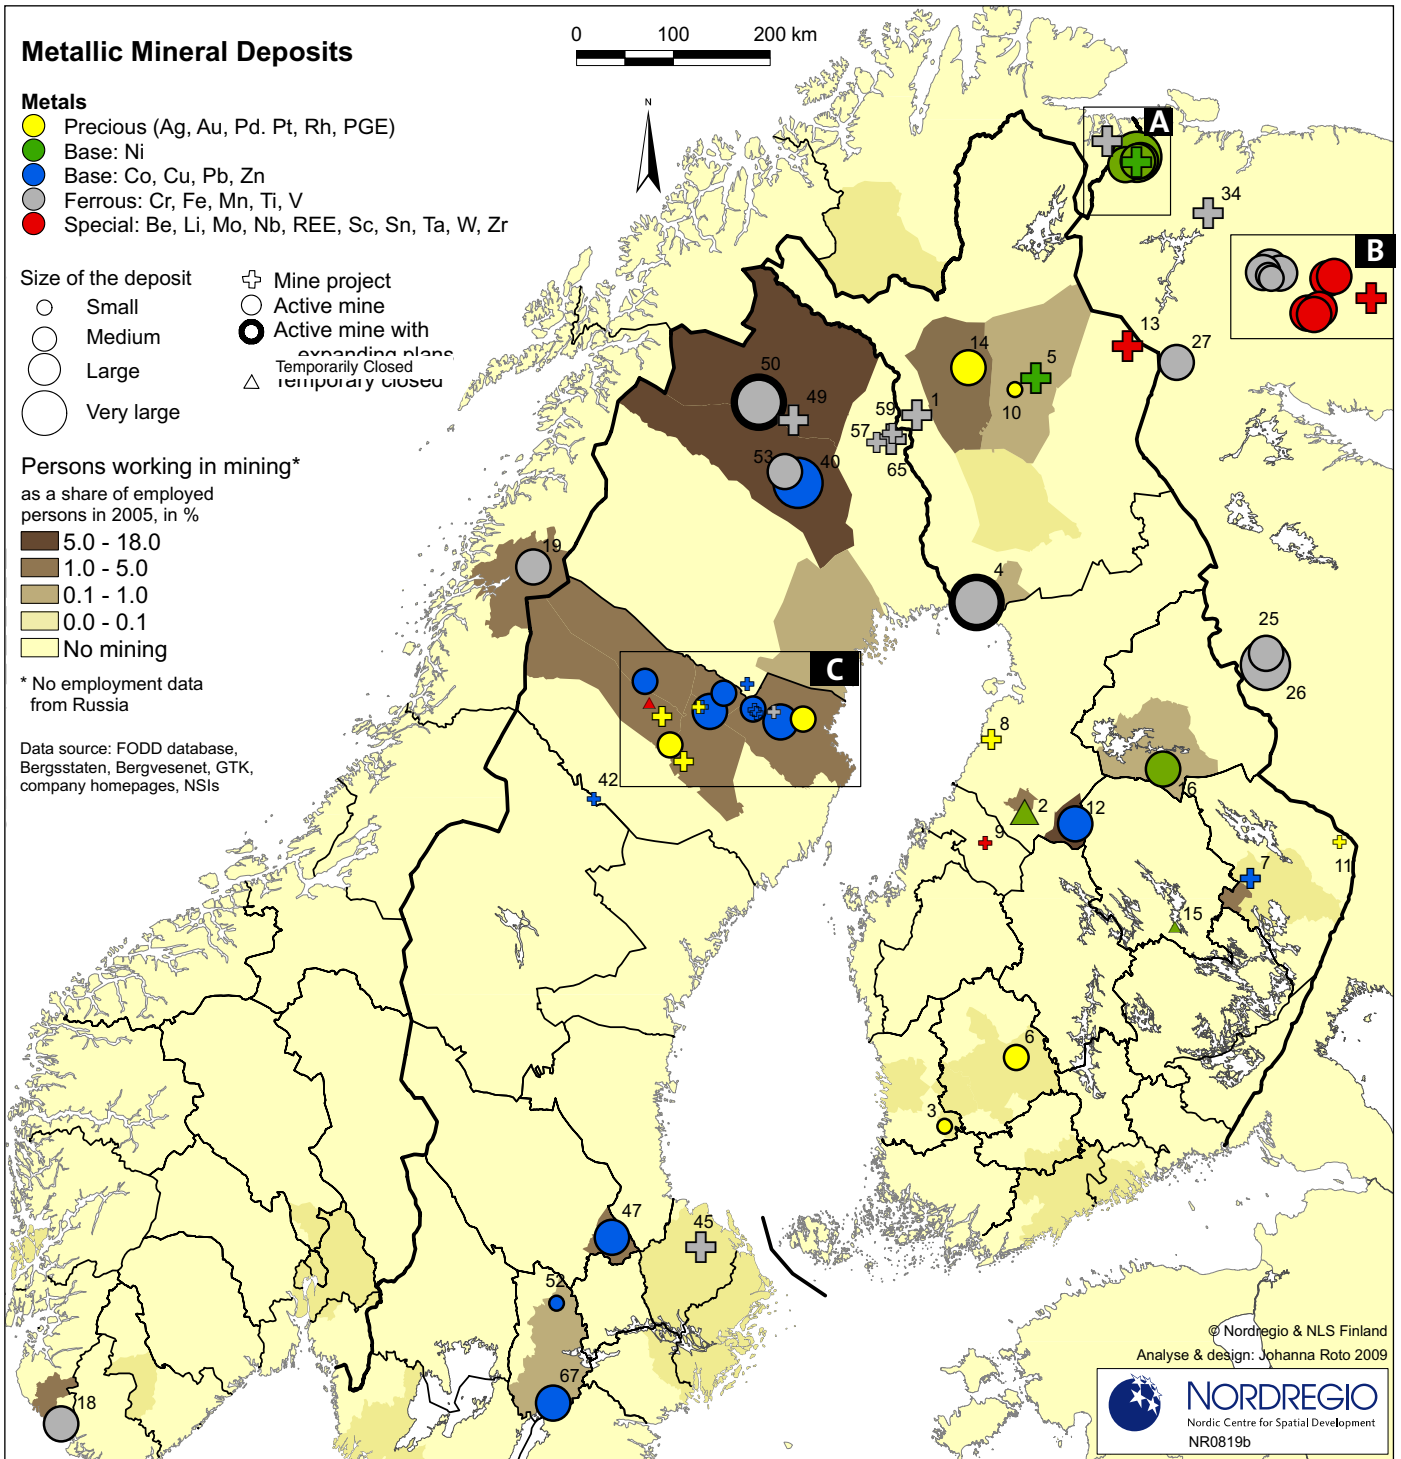 Metallic Mineral Deposits
0 100 200 km
N
Metals
Precious (Ag, Au, Pd. Pt, Rh, PGE)
Base: Ni
Base: Co, Cu, Pb, Zn
Ferrous: Cr, Fe, Mn, Ti, V
Special: Be, Li, Mo, Nb, REE, Sc, Sn, Ta, W, Zr
Size of the deposit
Small
Medium
Large
Very large
Mine project
Active mine
Active mine with
expanding plans
Temporarily Closed
Temporary closed
Persons working in mining*
as a share of employed
persons in 2005, in %
5.0 - 18.0
1.0 - 5.0
0.1 - 1.0
0.0 - 0.1
No mining
* No employment data
from Russia
Data source: FODD database,
Bergsstaten, Bergvesenet, GTK,
company homepages, NSIs
A
34
B
13
27
14
5
10
50
49
59
1
57
65
53
40
19
4
25
26
C
8
42
16
2
12
9
11
7
15
6
3
47
45
52
67
18
© Nordregio & NLS Finland
Analyse & design: Johanna Roto 2009
NORDREGIO
Nordic Centre for Spatial Development
NR0819b